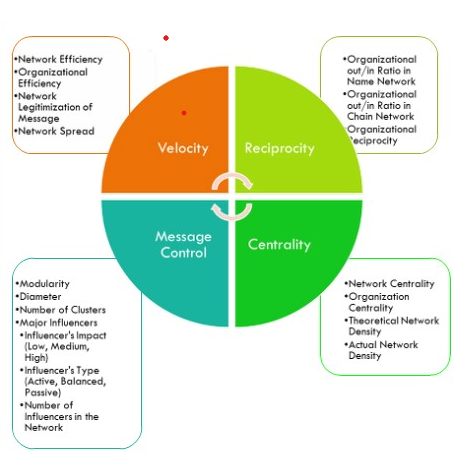 •Network Efficiency
•Organizational
Efficiency
•Network
Legitimization of
Message
•Network Spread
•Organizational
out/in Ratio in
Name Network
•Organizational
out/in Ratio in
Chain Network
Organizational
Reciprocity
Velocity
Reciprocity
Message
Control
Centrality
•Modularity
•Diameter
•Number of Clusters
•Major Influencers
•Influencer's Impact
(Low, Medium,
High)
•Influencer's Type
(Active, Balanced,
Passive)
•Number of
Influencers in the
Network
•Network Centrality
•Organization
Centrality
•Theoretical Network
Density
•Actual Network
Density